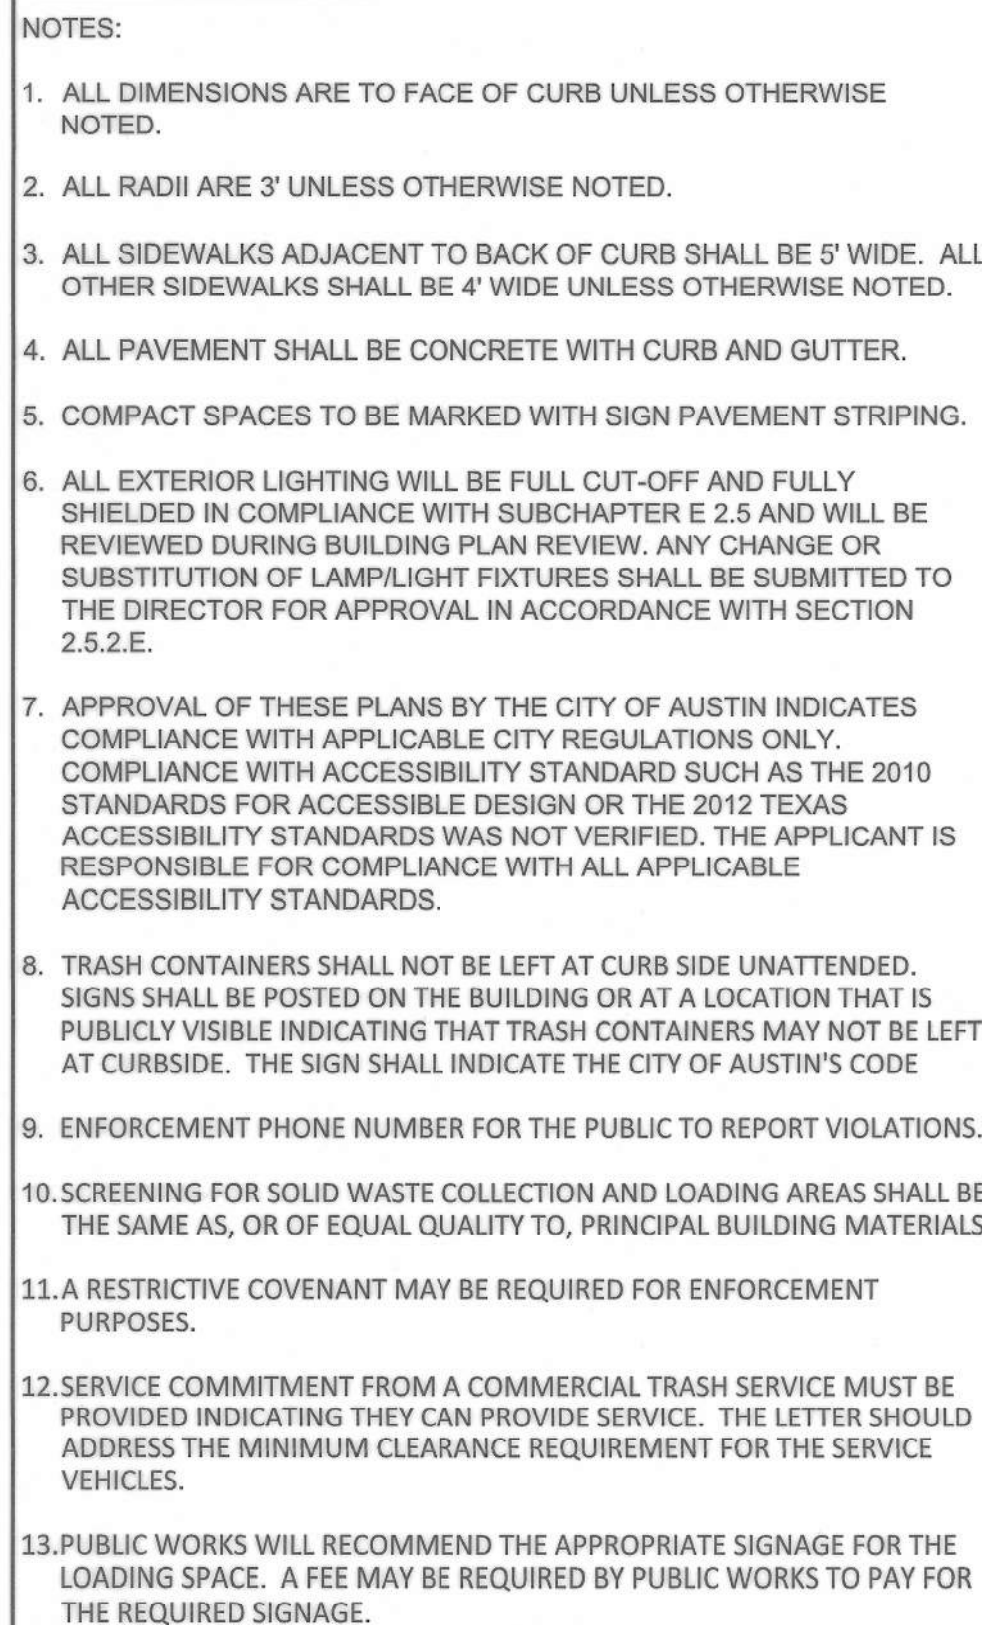 NOTES:
1. ALL DIMENSIONS ARE TO FACE OF CURB UNLESS OTHERWISE
NOTED.
2. ALL RADII ARE 3' UNLESS OTHERWISE NOTED.
3. ALL SIDEWALKS ADJACENT TO BACK OF CURB SHALL BE 5' WIDE. ALL
OTHER SIDEWALKS SHALL BE 4' WIDE UNLESS OTHERWISE NOTED.
4. ALL PAVEMENT SHALL BE CONCRETE WITH CURB AND GUTTER.
5. COMPACT SPACES TO BE MARKED WITH SIGN PAVEMENT STRIPING.
6. ALL EXTERIOR LIGHTING WILL BE FULL CUT-OFF AND FULLY
SHIELDED IN COMPLIANCE WITH SUBCHAPTER E 2.5 AND WILL BE
REVIEWED DURING BUILDING PLAN REVIEW. ANY CHANGE OR
SUBSTITUTION OF LAMP/LIGHT FIXTURES SHALL BE SUBMITTED TO
THE DIRECTOR FOR APPROVAL IN ACCORDANCE WITH SECTION
2.5.2.E.
7. APPROVAL OF THESE PLANS BY THE CITY OF AUSTIN INDICATES
COMPLIANCE WITH APPLICABLE CITY REGULATIONS ONLY.
COMPLIANCE WITH ACCESSIBILITY STANDARD SUCH AS THE 2010
STANDARDS FOR ACCESSIBLE DESIGN OR THE 2012 TEXAS
ACCESSIBILITY STANDARDS WAS NOT VERIFIED. THE APPLICANT IS
RESPONSIBLE FOR COMPLIANCE WITH ALL APPLICABLE
ACCESSIBILITY STANDARDS.
8. TRASH CONTAINERS SHALL NOT BE LEFT AT CURB SIDE UNATTENDED.
SIGNS SHALL BE POSTED ON THE BUILDING OR AT A LOCATION THAT IS
PUBLICLY VISIBLE INDICATING THAT TRASH CONTAINERS MAY NOT BE LEFT
AT CURBSIDE. THE SIGN SHALL INDICATE THE CITY OF AUSTIN'S CODE
9. ENFORCEMENT PHONE NUMBER FOR THE PUBLIC TO REPORT VIOLATIONS.
10. SCREENING FOR SOLID WASTE COLLECTION AND LOADING AREAS SHALL BE
THE SAME AS, OR OF EQUAL QUALITY TO, PRINCIPAL BUILDING MATERIALS
11. A RESTRICTIVE COVENANT MAY BE REQUIRED FOR ENFORCEMENT
PURPOSES.
12. SERVICE COMMITMENT FROM A COMMERCIAL TRASH SERVICE MUST BE
PROVIDED INDICATING THEY CAN PROVIDE SERVICE. THE LETTER SHOULD
ADDRESS THE MINIMUM CLEARANCE REQUIREMENT FOR THE SERVICE
VEHICLES.
13. PUBLIC WORKS WILL RECOMMEND THE APPROPRIATE SIGNAGE FOR THE
LOADING SPACE. A FEE MAY BE REQUIRED BY PUBLIC WORKS TO PAY FOR
THE REQUIRED SIGNAGE.